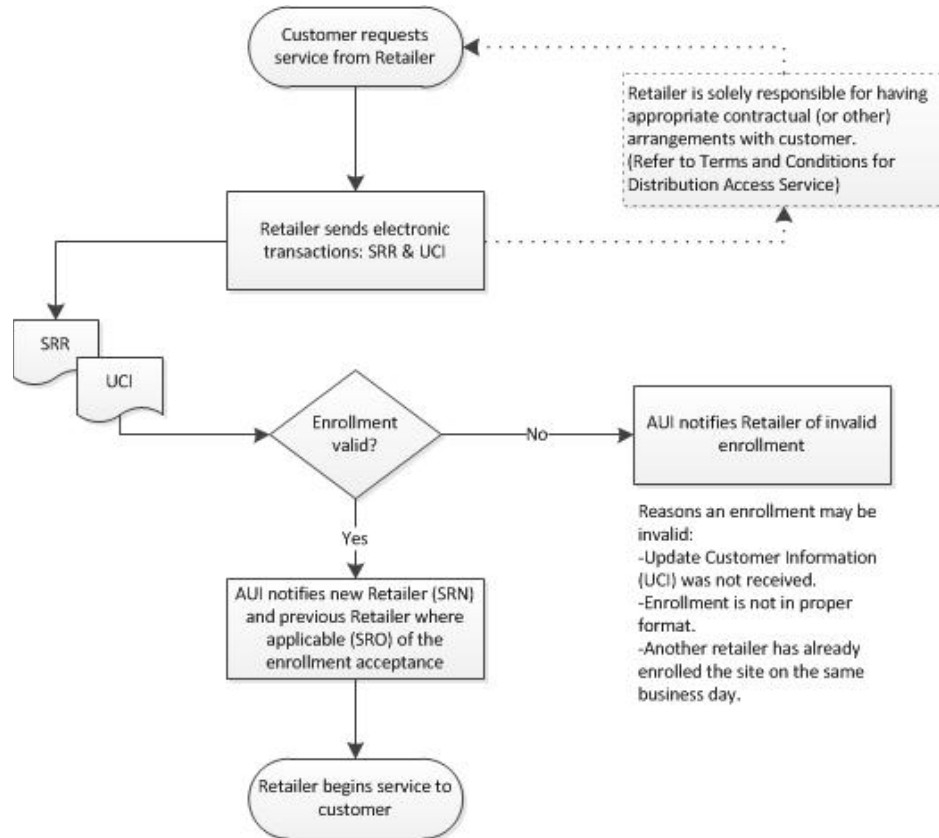 Customer requests
service from Retailer
Retailer is solely responsible for having
appropriate contractual (or other)
arrangements with customer.
(Refer to Terms and Conditions for
Distribution Access Service)
Retailer sends electronic
transactions: SRR & UCI
SRR
UCI
Enrollment
valid?
No
AUI notifies Retailer of invalid
enrollment
Reasons an enrollment may be
invalid:
-Update Customer Information
(UCI) was not received.
-Enrollment is not in proper
format.
-Another retailer has already
enrolled the site on the same
business day.
Yes
AUI notifies new Retailer (SRN)
and previous Retailer where
applicable (SRO) of the
enrollment acceptance
Retailer begins service to
customer